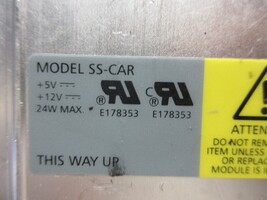 MODEL SS-CAR
+5V
+12V
24W MAX
® ®
C
E178353 E178353
THIS WAY UP
ATTEN
DO NOT REM
ITEM UNLESS
OR REPLAC
MODULE IS I